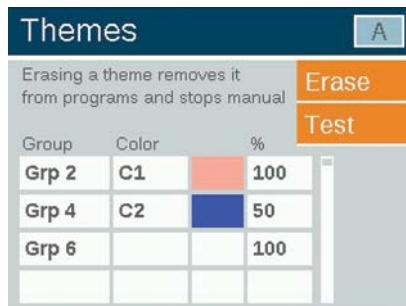 Themes A
Erasing a theme removes it
from programs and stops manual
Erase
Test
Group Color %
Grp 2 C1 100
Grp 4 C2 50
Grp 6 100